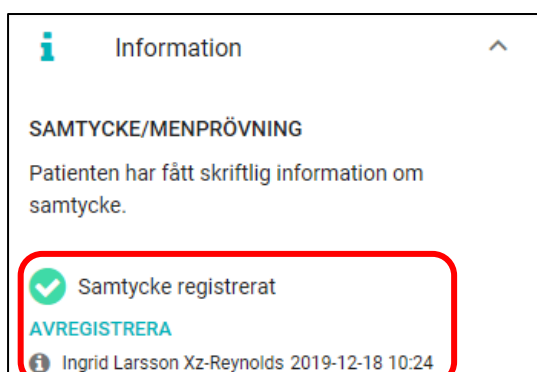 Information
SAMTYCKE/MENPRÖVNING
Patienten har fått skriftlig information om
samtycke.
Samtycke registrerat
AVREGISTRERA
Ingrid Larsson Xz-Reynolds 2019-12-18 10:24